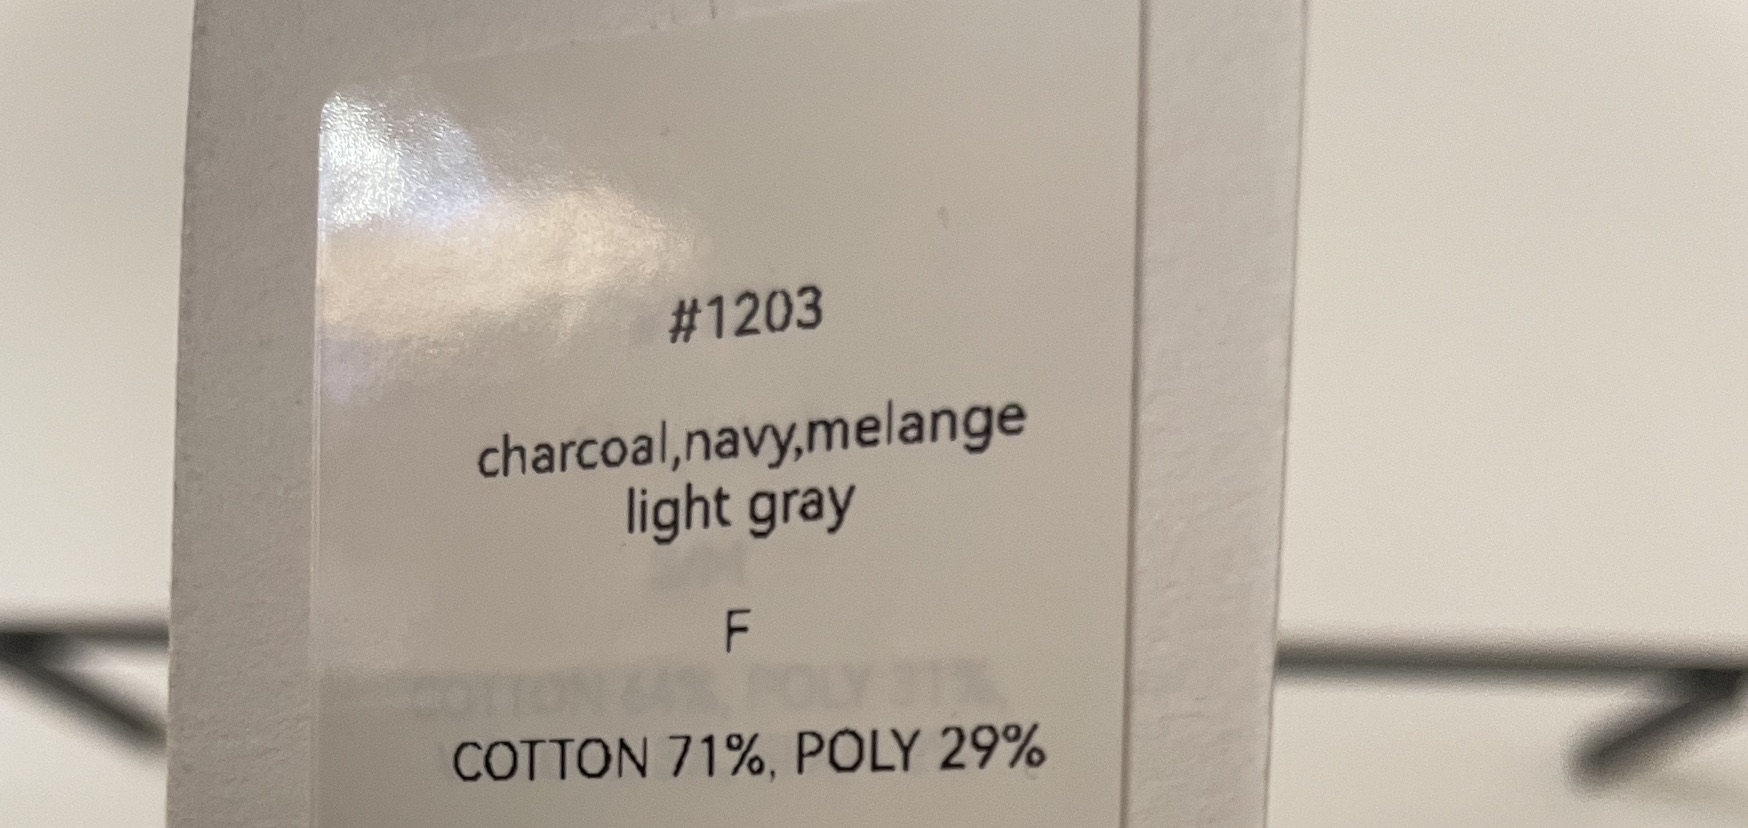 #1203
charcoal,navy,melange
light gray
F
COTTON 71%, POLY 29%